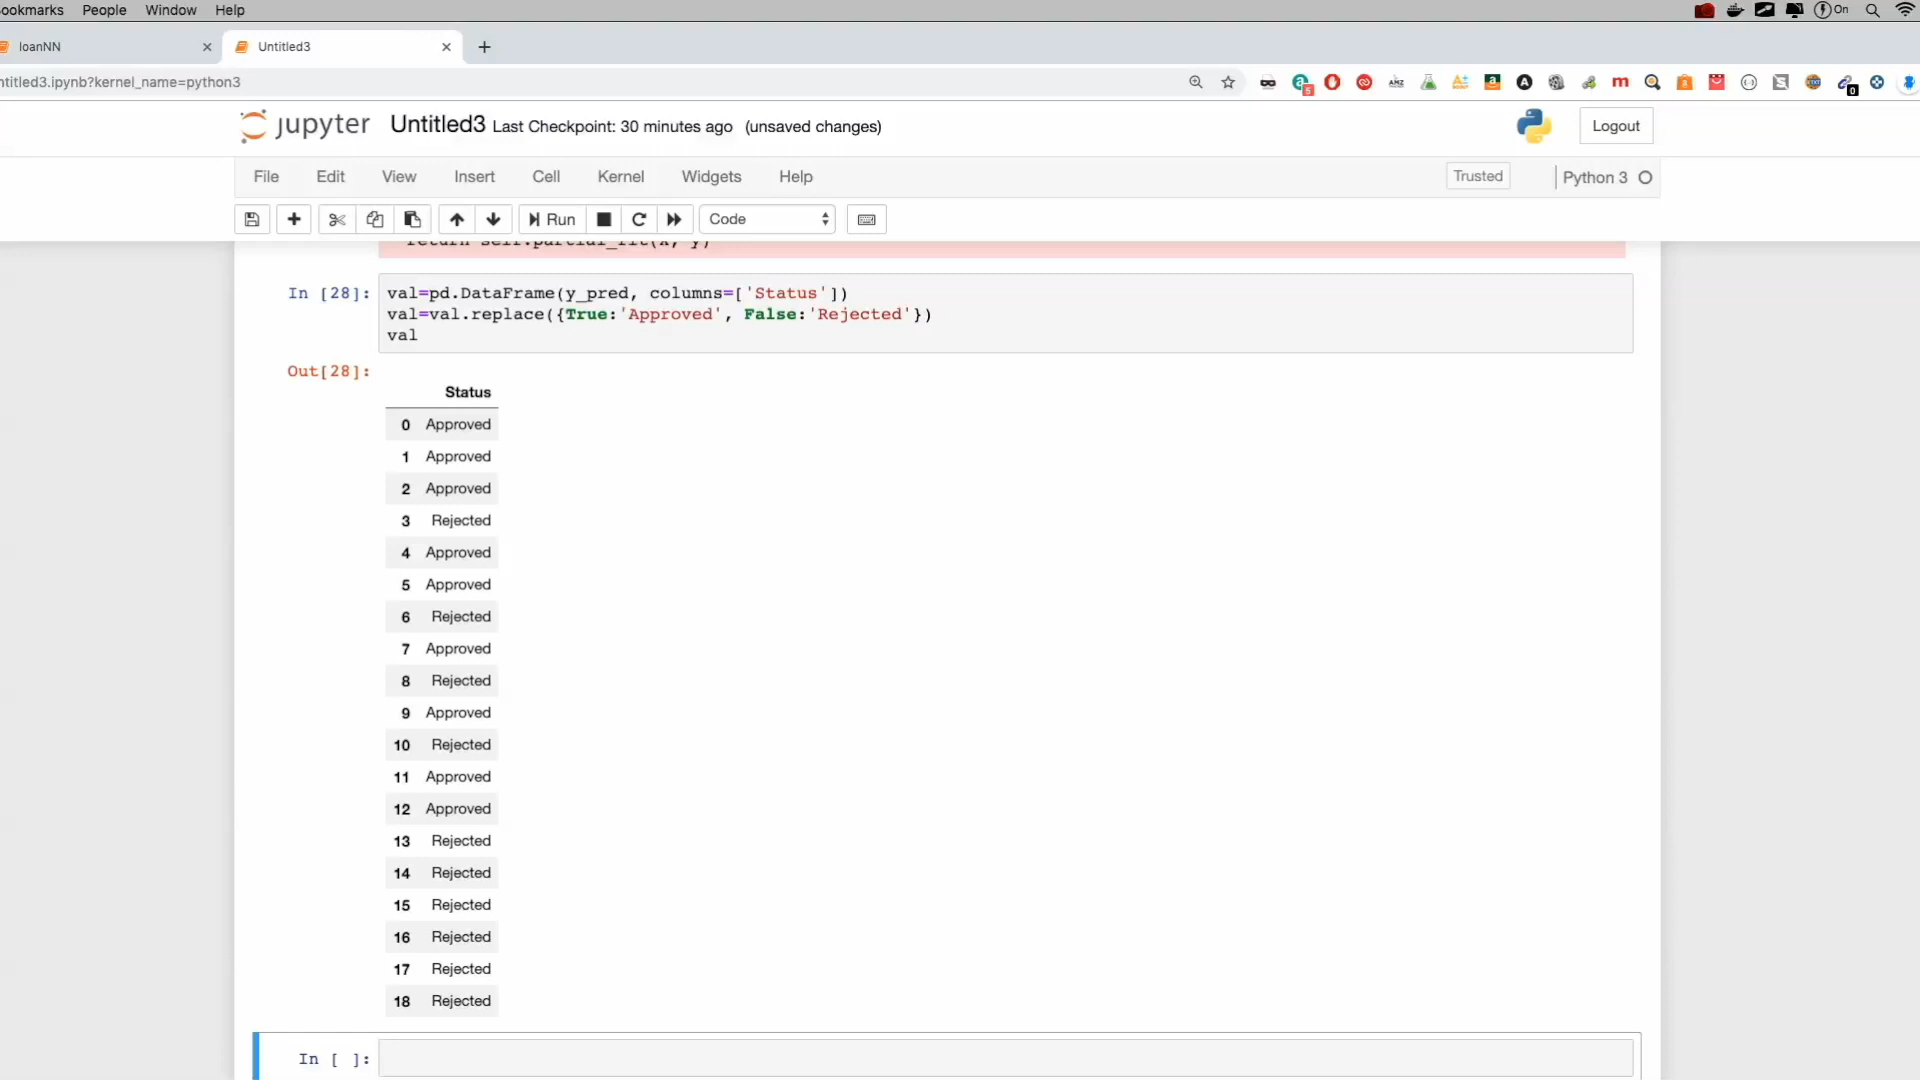 ookmarks People Window Help
On
loanNN
Untitled3
ntitled3.ipynb?kernel_name=python3
jupyter Untitled3 Last Checkpoint: 30 minutes ago (unsaved changes)
Logout
File Edit View Insert Cell Kernel Widgets Help
Trusted
Python 3
Run
Code
return self.partial_fit(X, y)
In [28]: val=pd.DataFrame(y_pred, columns=['Status'])
val=val.replace({True:'Approved', False:'Rejected'})
val
Out[28]:
Status
0 Approved
1 Approved
2 Approved
3 Rejected
4 Approved
5 Approved
6 Rejected
7 Approved
8 Rejected
9 Approved
10 Rejected
11 Approved
12 Approved
13 Rejected
14 Rejected
15 Rejected
16 Rejected
17 Rejected
18 Rejected
In [ ]: